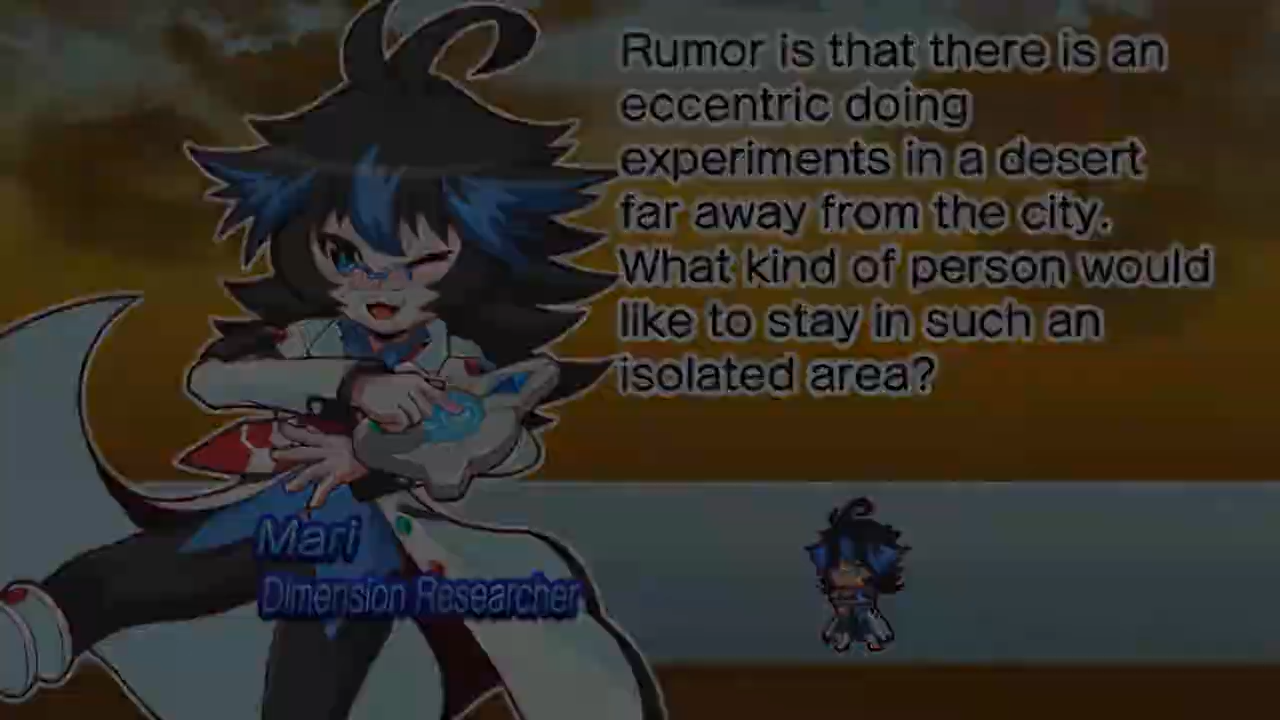 Rumor is that there is an
eccentric doing
experiments in a desert
far away from the city.
What kind of person would
like to stay in such an
isolated area?
Mari
Dimension Researcher